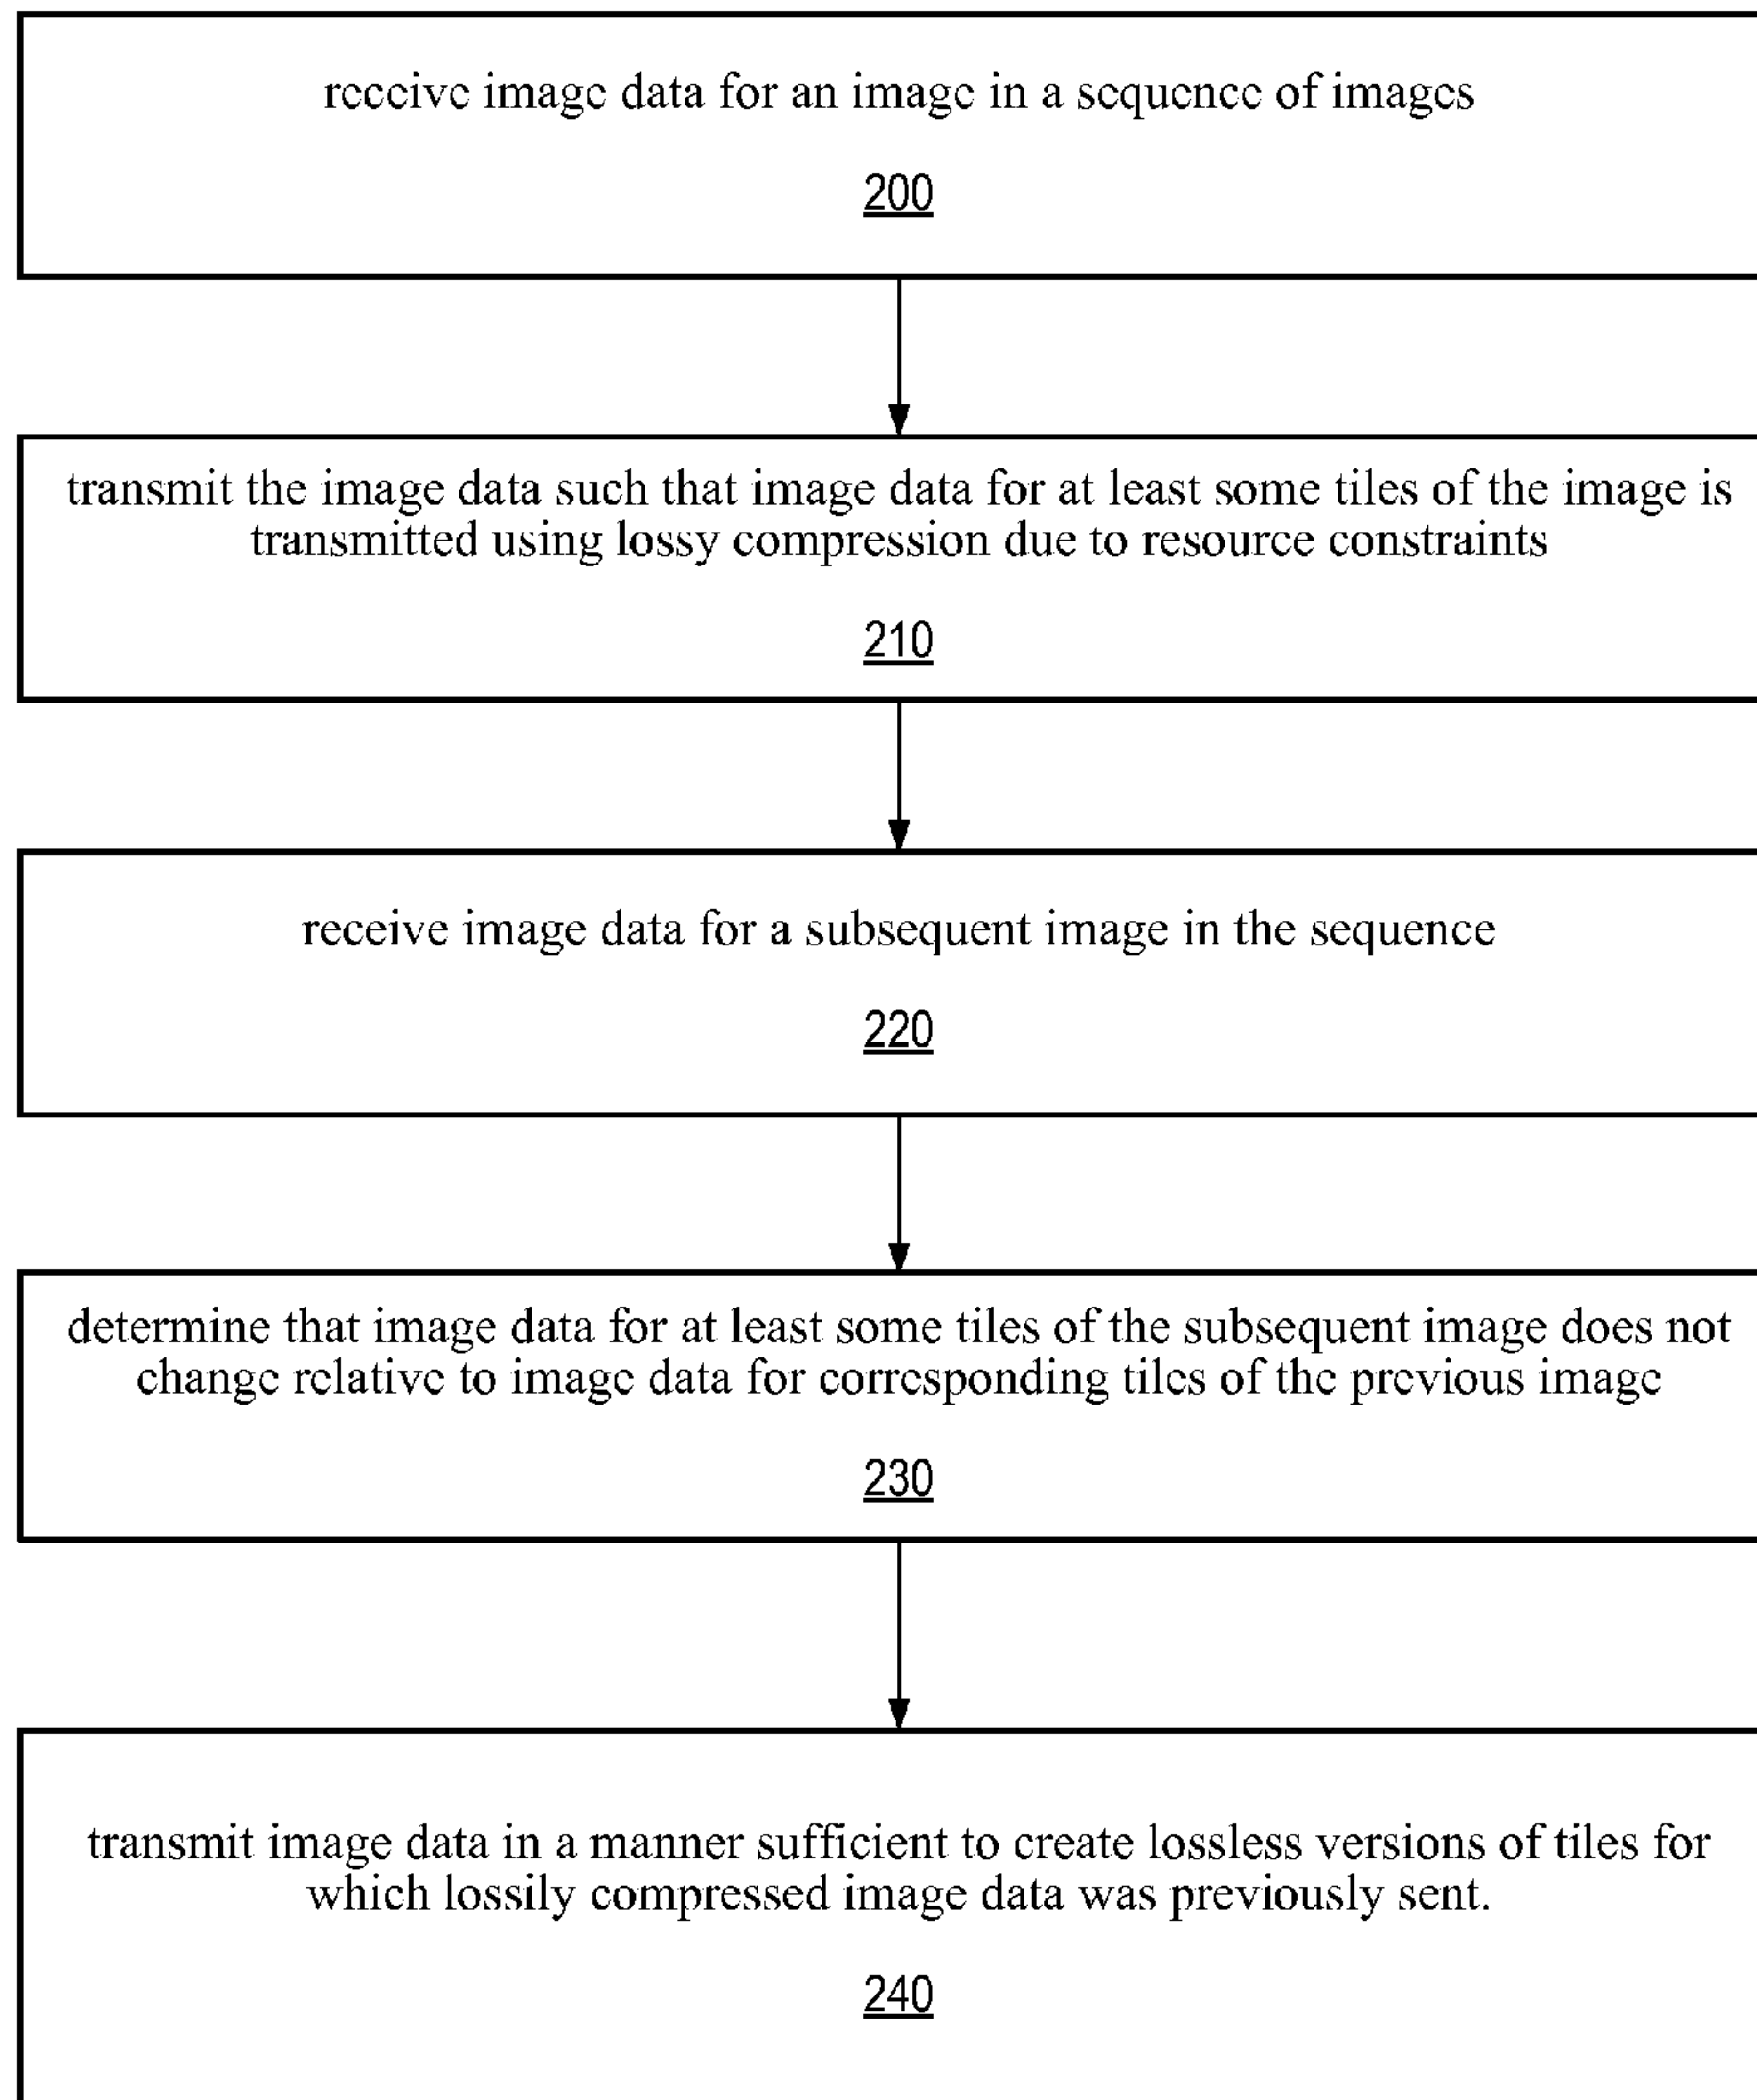 receive image data for an image in a sequence of images
200
transmit the image data such that image data for at least some tiles of the image is
transmitted using lossy compression due to resource constraints
210
receive image data for a subsequent image in the sequence
220
determine that image data for at least some tiles of the subsequent image does not
change relative to image data for corresponding tiles of the previous image
230
transmit image data in a manner sufficient to create lossless versions of tiles for
which lossily compressed image data was previously sent.
240